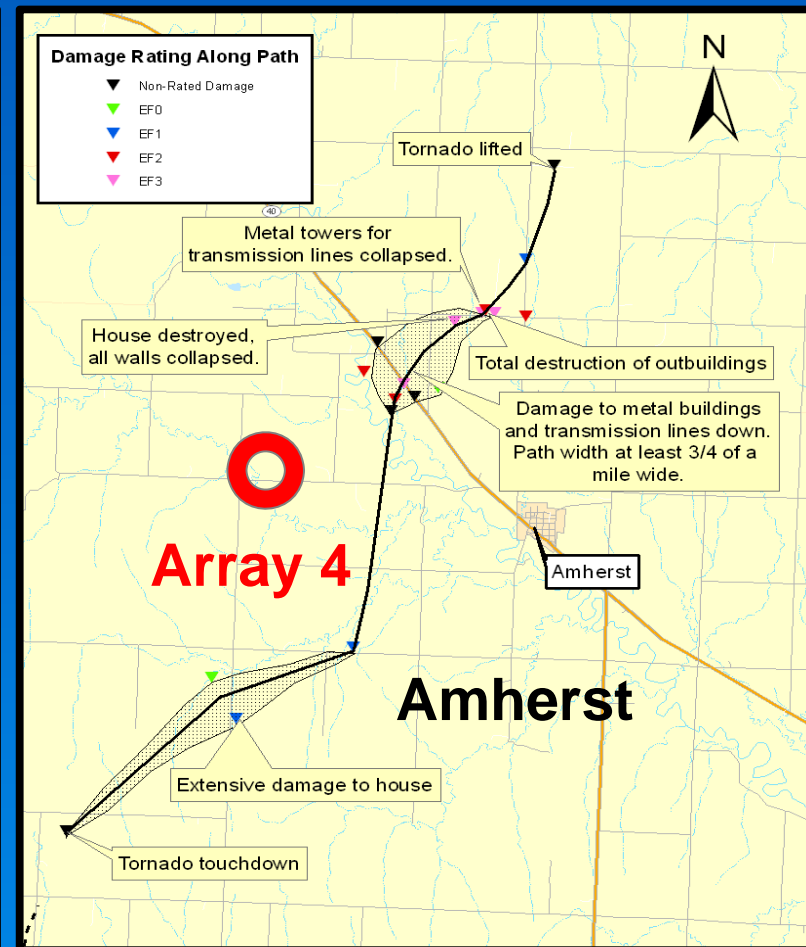 Damage Rating Along Path
Non-Rated Damage
EF0
EF1
EF2
EF3
N
Tornado lifted
40
Metal towers for
transmission lines collapsed.
House destroyed,
all walls collapsed.
Total destruction of outbuildings
Damage to metal buildings
and transmission lines down.
Path width at least 3/4 of a
mile wide.
Array 4
Amherst
Amherst
Extensive damage to house
Tornado touchdown